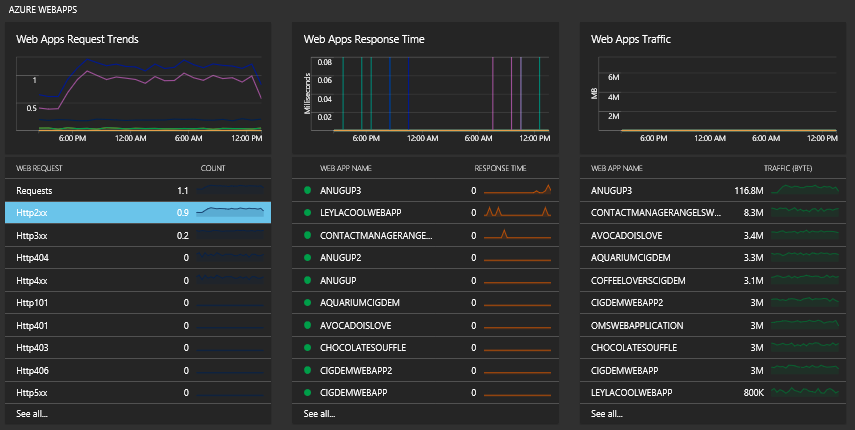 AZURE WEBAPPS
Web Apps Request Trends
1
0.5
6:00 PM 12:00 AM 6:00 AM 12:00 PM
WEB REQUEST COUNT
Requests 1.1
Http2xx 0.9
Http3xx 0.2
Http404 0
Http4xx 0
Http101 0
Http401 0
Http403 0
Http406 0
Http5xx 0
See all...
Web Apps Response Time
Milliseconds
0.08
0.06
0.04
0.02
6:00 PM 12:00 AM 6:00 AM 12:00 PM
WEB APP NAME RESPONSE TIME
ANUGUP3 0
LEYLACOOLWEBAPP 0
CONTACTMANAGERRANGE... 0
ANUGUP2 0
ANUGUP 0
AQUARIUMCIGDEM 0
AVOCADOISLOVE 0
CHOCOLATESOUFFLE 0
CIGDEMWEBAPP2 0
CIGDEMWEBAPP 0
See all...
Web Apps Traffic
MB
6M
4M
2M
6:00 PM 12:00 AM 6:00 AM 12:00 PM
WEB APP NAME TRAFFIC (BYTE)
ANUGUP3 116.8M
CONTACTMANAGERANGELSW... 8.3M
AVOCADOISLOVE 3.4M
AQUARIUMCIGDEM 3.3M
COFFEELOVERSCIGDEM 3.1M
CIGDEMWEBAPP2 3M
OMSWEBAPPLICATION 3M
CHOCOLATESOUFFLE 3M
CIGDEMWEBAPP 3M
LEYLACOOLWEBAPP 800K
See all...